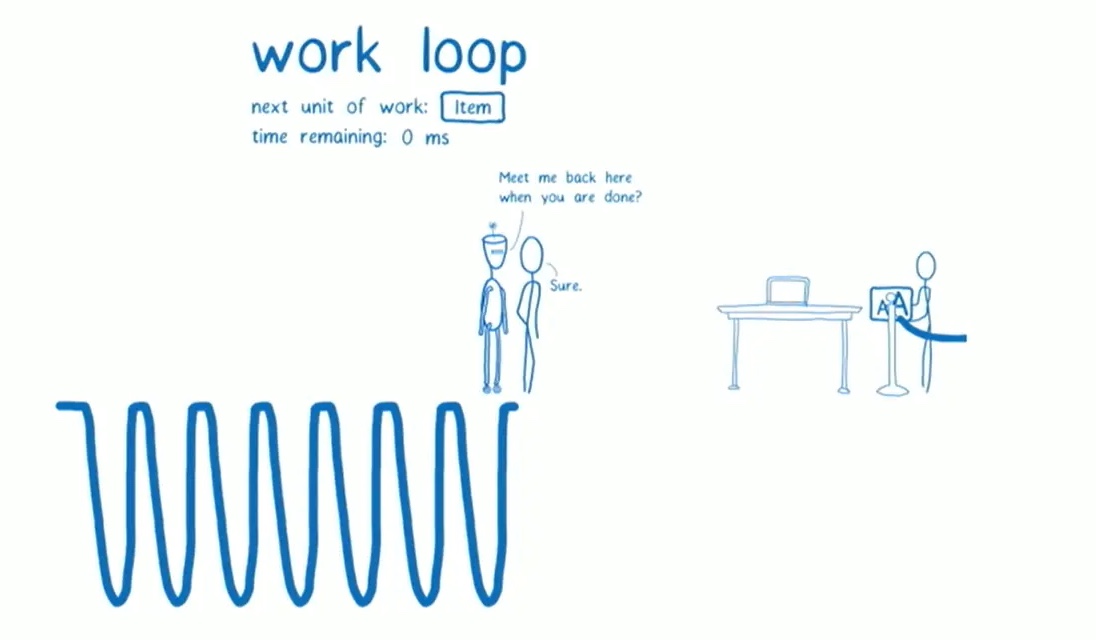 work loop
next unit of work: Item
time remaining: 0 ms
Meet me back here
when you are done?
Sure.
AA